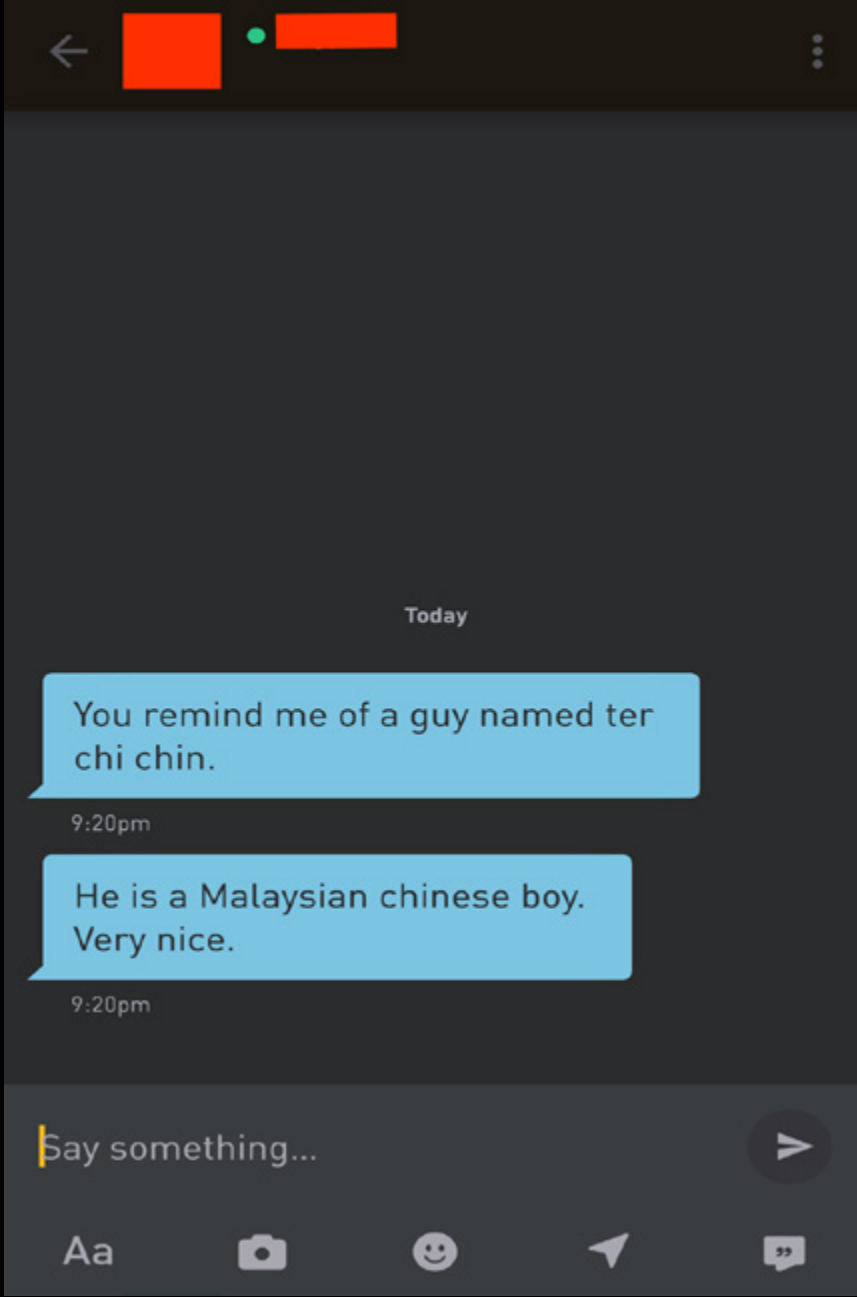 Today
You remind me of a guy named ter
chi chin.
9:20pm
He is a Malaysian chinese boy.
Very nice.
9:20pm
Say something...
Aa